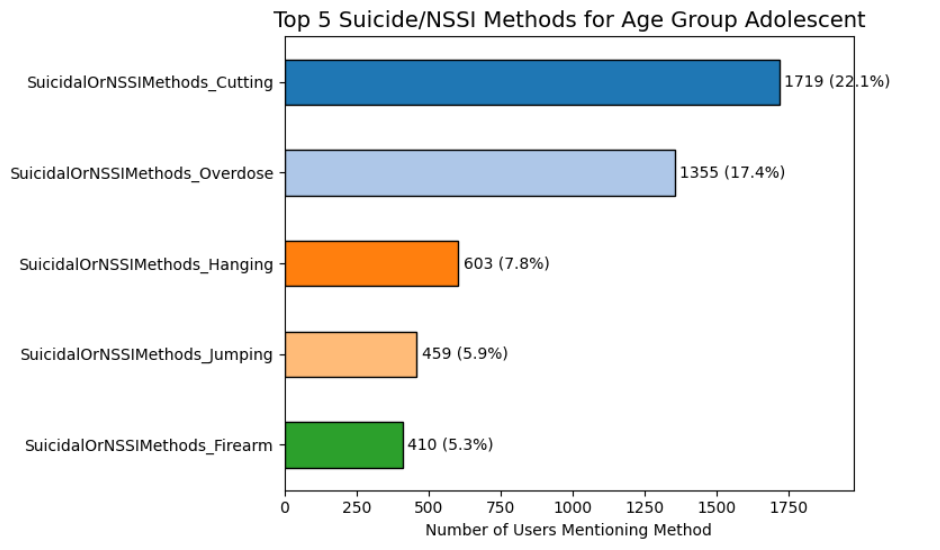 Top 5 Suicide/NSSI Methods for Age Group Adolescent
SuicidalOrNSSIMethods_Cutting
1719 (22.1%)
SuicidalOrNSSIMethods_Overdose
1355 (17.4%)
SuicidalOrNSSIMethods_Hanging
603 (7.8%)
SuicidalOrNSSIMethods_Jumping
459 (5.9%)
SuicidalOrNSSIMethods_Firearm
410 (5.3%)
0 250 500 750 1000 1250 1500 1750
Number of Users Mentioning Method